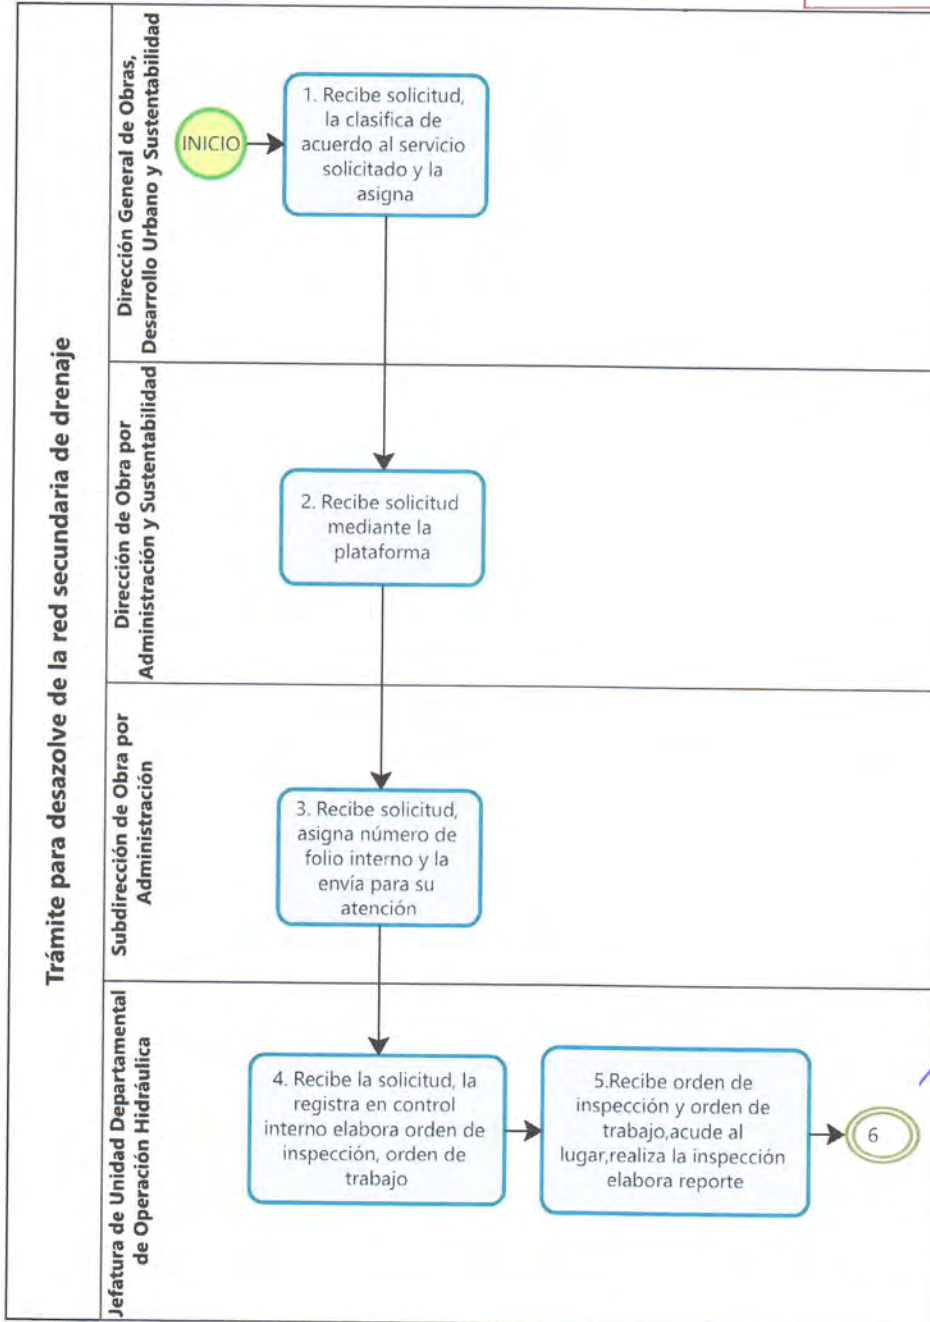 Trámite para desazolve de la red secundaria de drenaje
Dirección General de Obras,
Desarrollo Urbano y Sustentabilidad
INICIO
1. Recibe solicitud,
la clasifica de
acuerdo al servicio
solicitado y la
asigna
Dirección de Obra por
Administración y Sustentabilidad
2. Recibe solicitud
mediante la
plataforma
Subdirección de Obra por
Administración
3. Recibe solicitud,
asigna número de
folio interno y la
envía para su
atención
Jefatura de Unidad Departamental
de Operación Hidráulica
4. Recibe la solicitud, la
registra en control
interno elabora orden de
inspección, orden de
trabajo
5.Recibe orden de
inspección y orden de
trabajo,acude al
lugar,realiza la inspección
elabora reporte
6